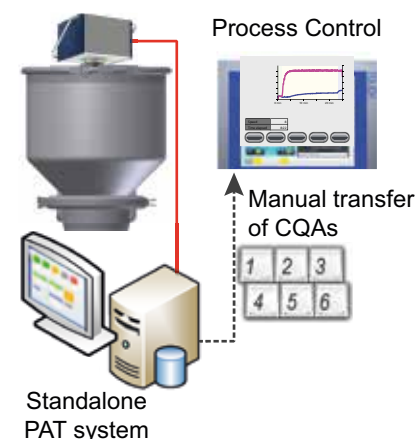 Process Control
Manual transfer
of CQAs
1 2 3
4 5 6
Standalone
PAT system